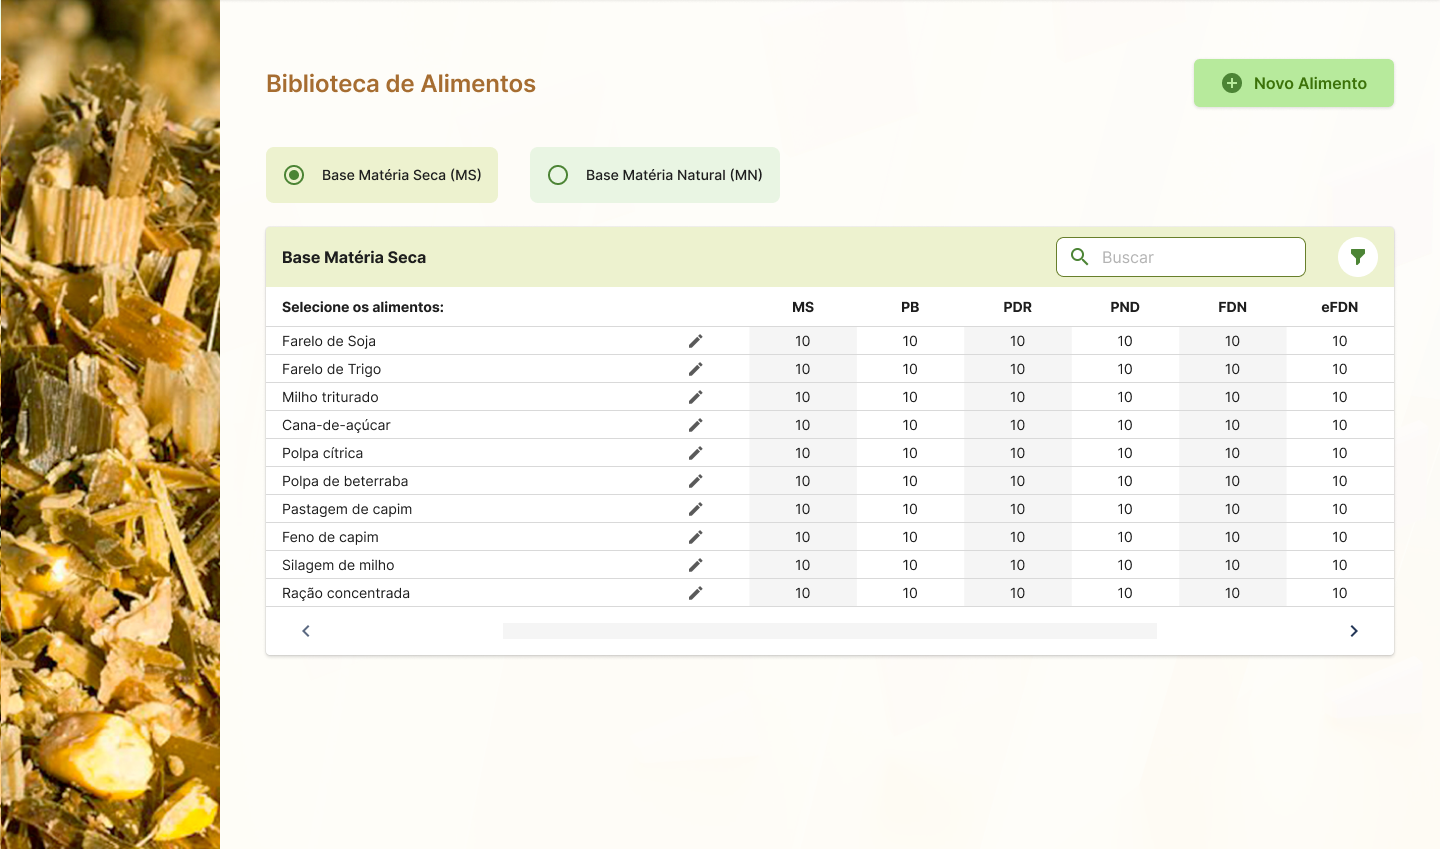 Biblioteca de Alimentos
Novo Alimento
Base Matéria Seca (MS) Base Matéria Natural (MN)
Base Matéria Seca Buscar
Selecione os alimentos: MS PB PDR PND FDN eFDN
Farelo de Soja 10 10 10 10 10 10
Farelo de Trigo 10 10 10 10 10 10
Milho triturado 10 10 10 10 10 10
Cana-de-açúcar 10 10 10 10 10 10
Polpa cítrica 10 10 10 10 10 10
Polpa de beterraba 10 10 10 10 10 10
Pastagem de capim 10 10 10 10 10 10
Feno de capim 10 10 10 10 10 10
Silagem de milho 10 10 10 10 10 10
Ração concentrada 10 10 10 10 10 10